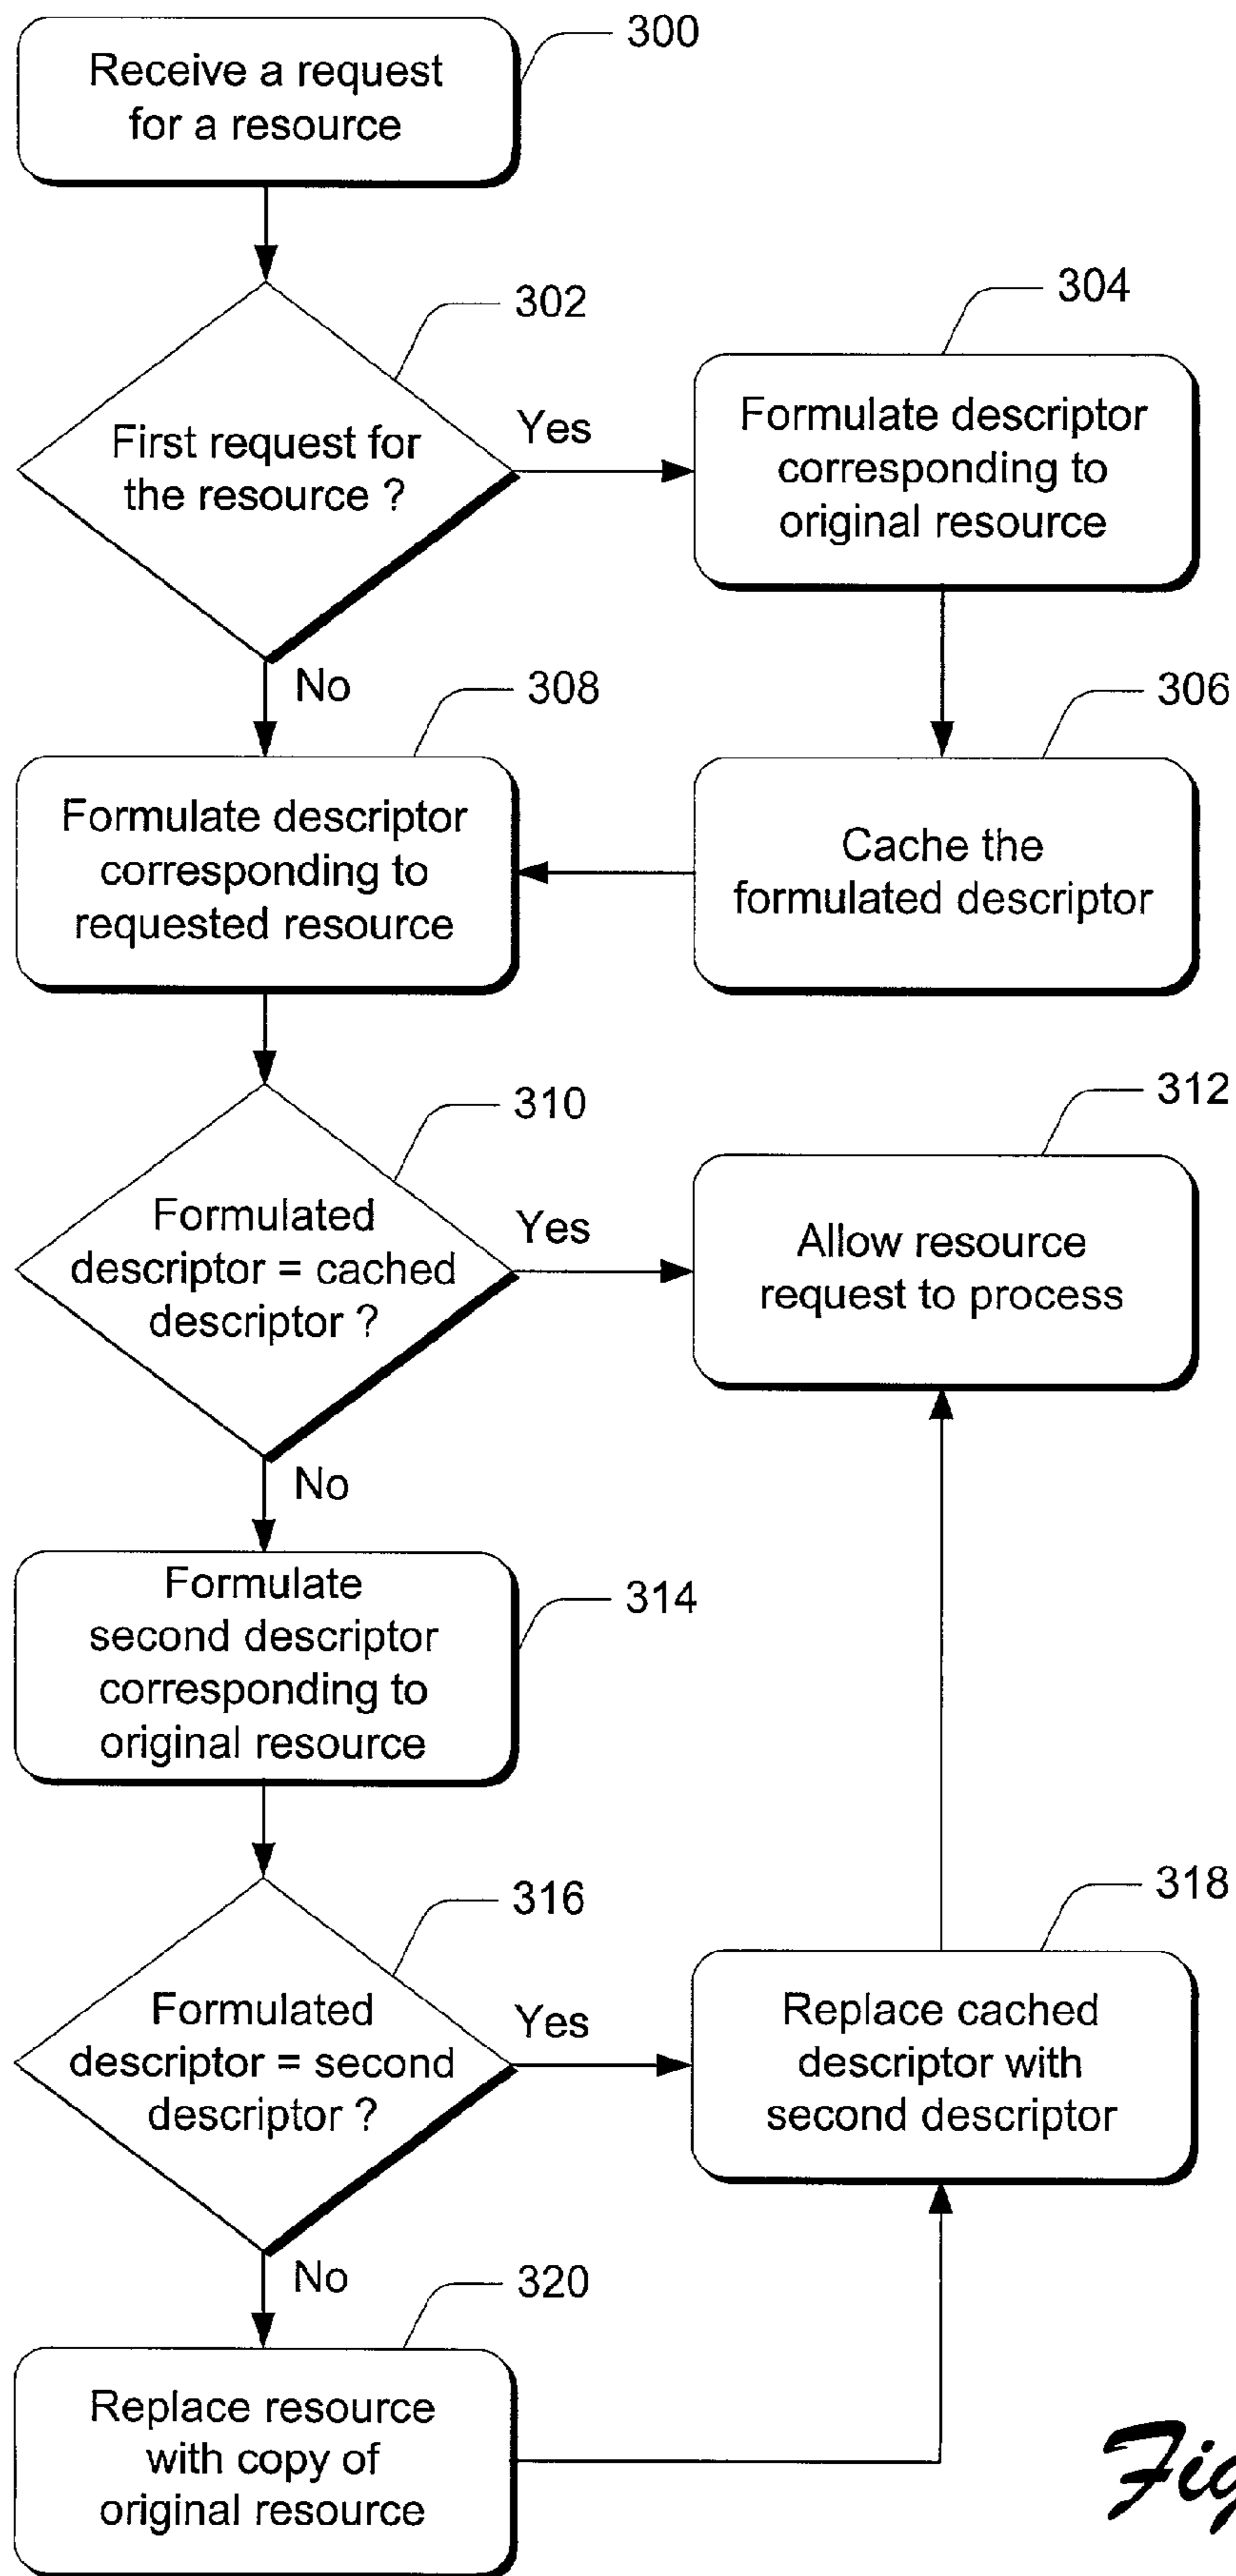 300
Receive a request
for a resource
302
304
First request for
the resource ?
Yes
Formulate descriptor
corresponding to
original resource
No
308
306
Formulate descriptor
corresponding to
requested resource
Cache the
formulated descriptor
310
312
Formulated
descriptor = cached
descriptor ?
Yes
Allow resource
request to process
No
Formulate
second descriptor
corresponding to
original resource
314
316
318
Formulated
descriptor = second
descriptor ?
Yes
Replace cached
descriptor with
second descriptor
No
320
Replace resource
with copy of
original resource
Fig